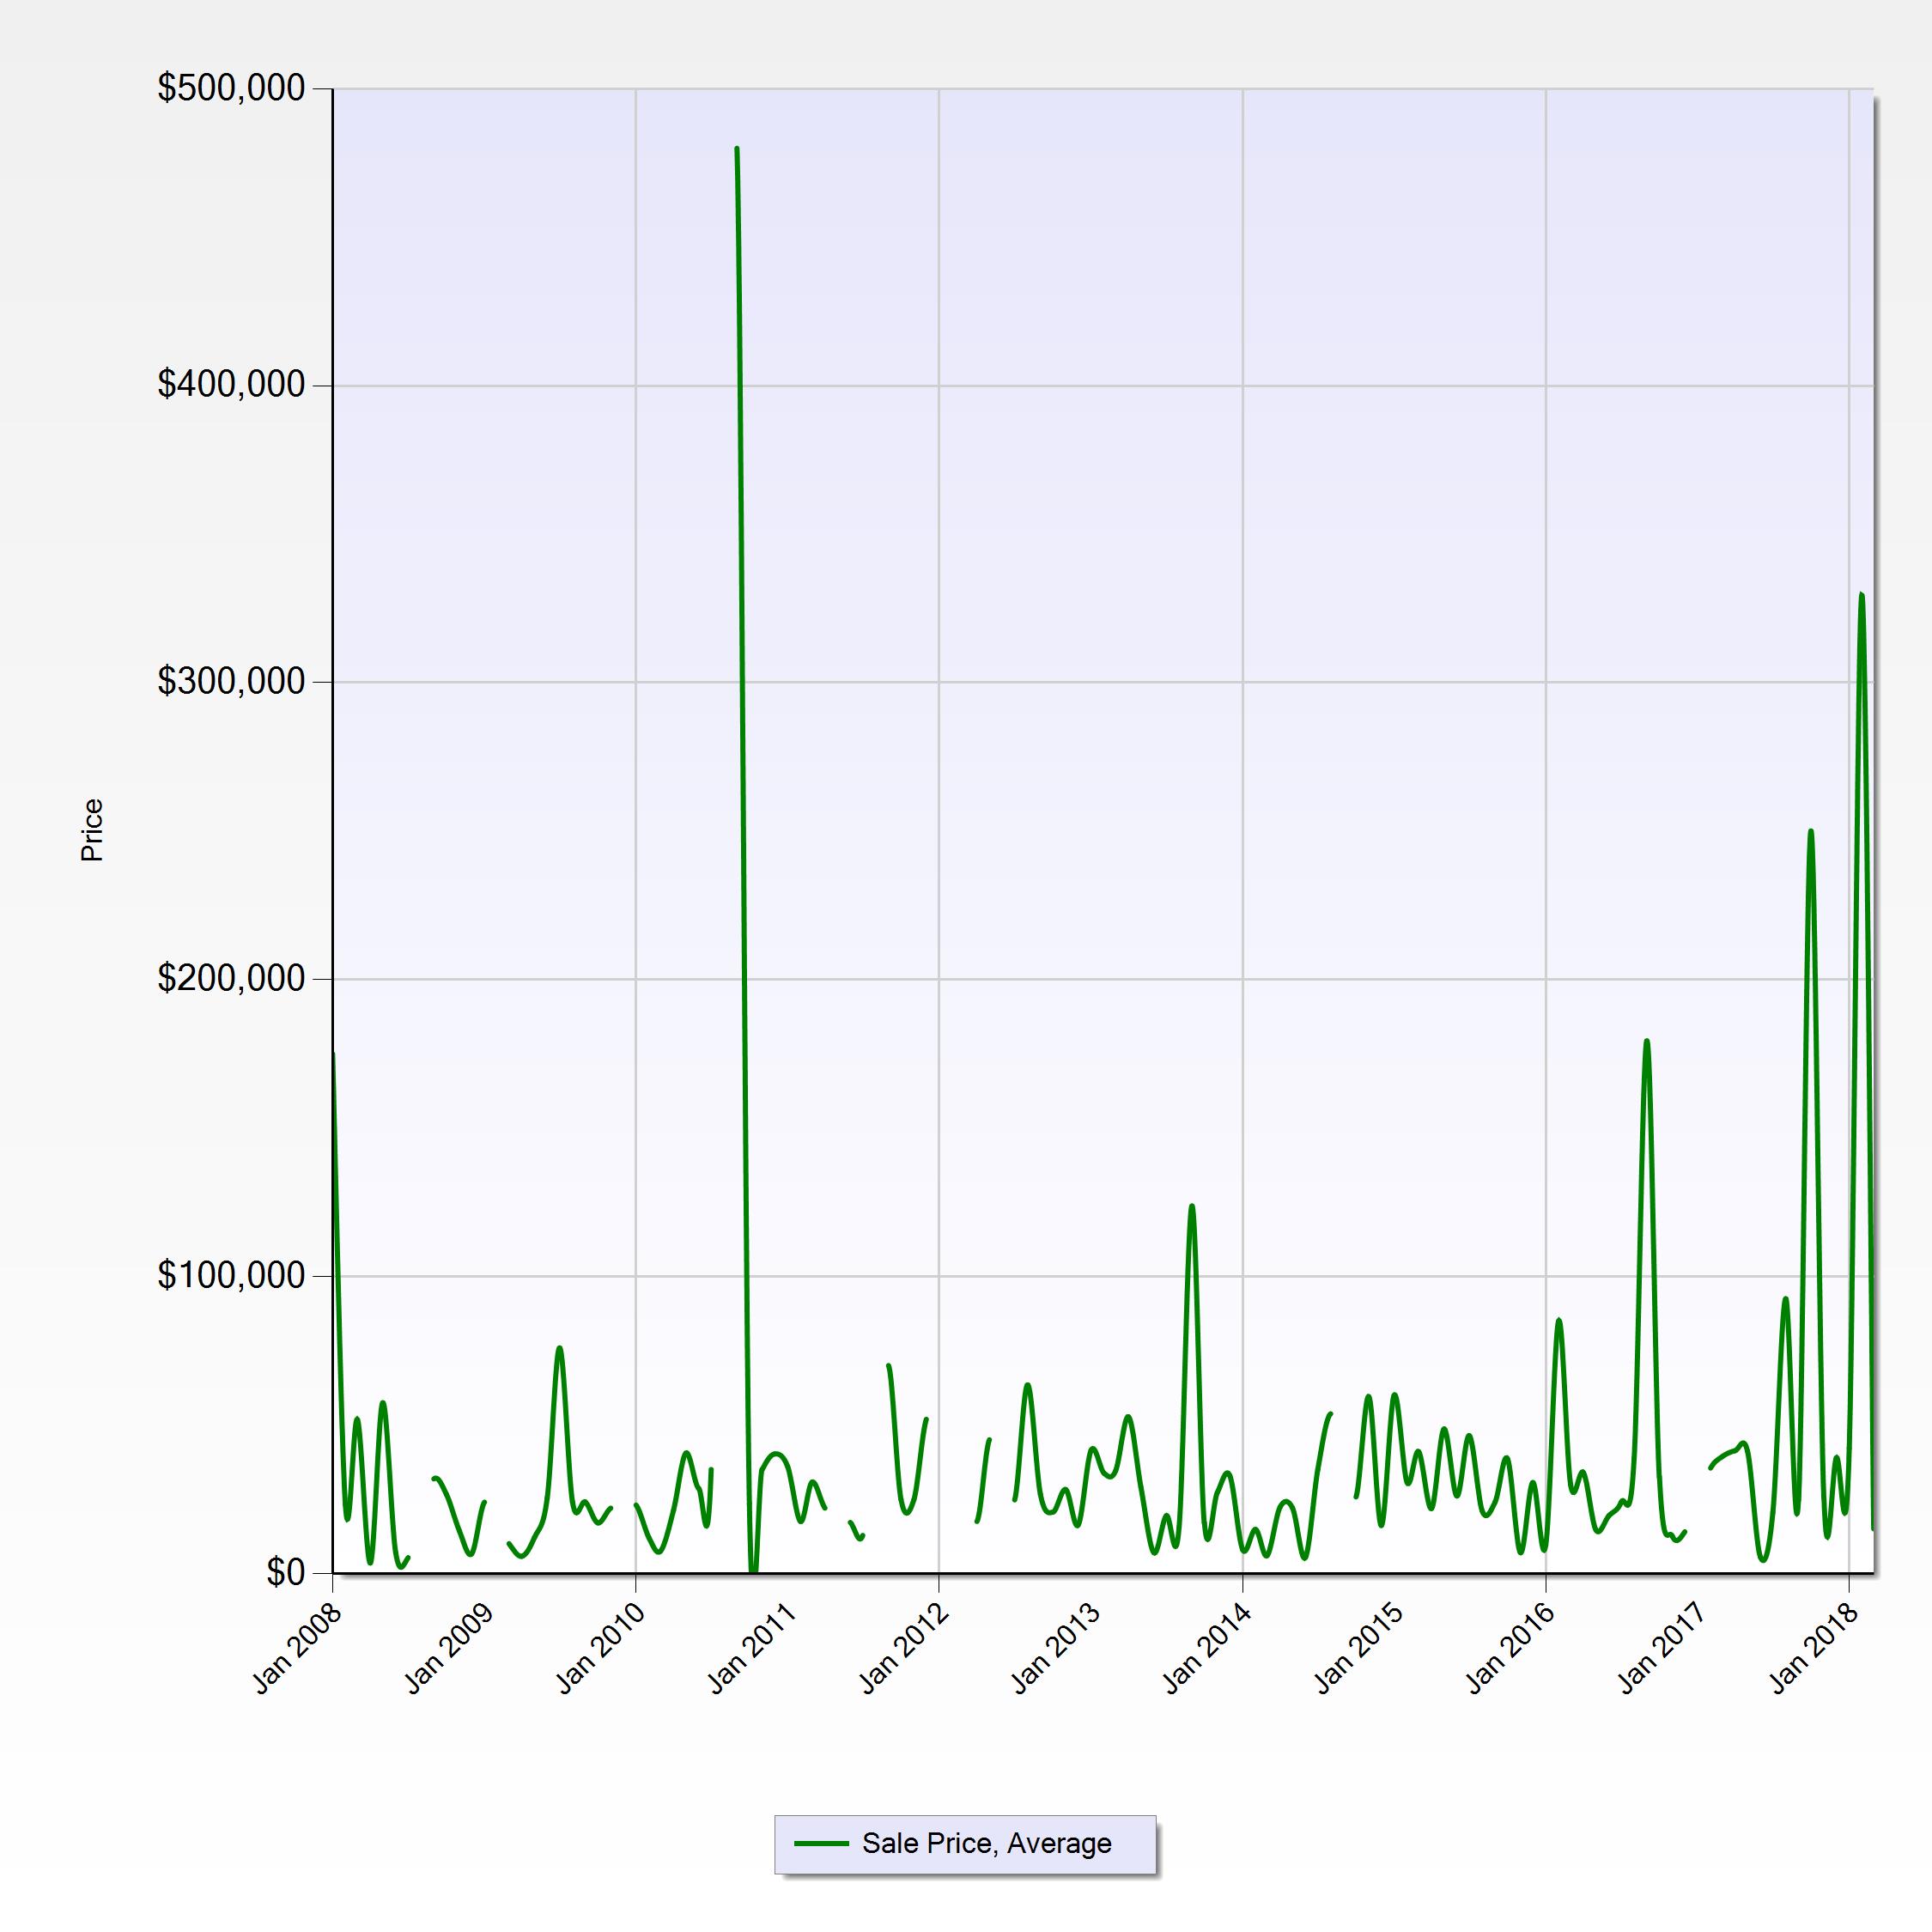 $500,000
$400,000
$300,000
$200,000
$100,000
$0
Price
Jan 2008
Jan 2009
Jan 2010
Jan 2011
Jan 2012
Jan 2013
Jan 2014
Jan 2015
Jan 2016
Jan 2017
Jan 2018
Sale Price, Average